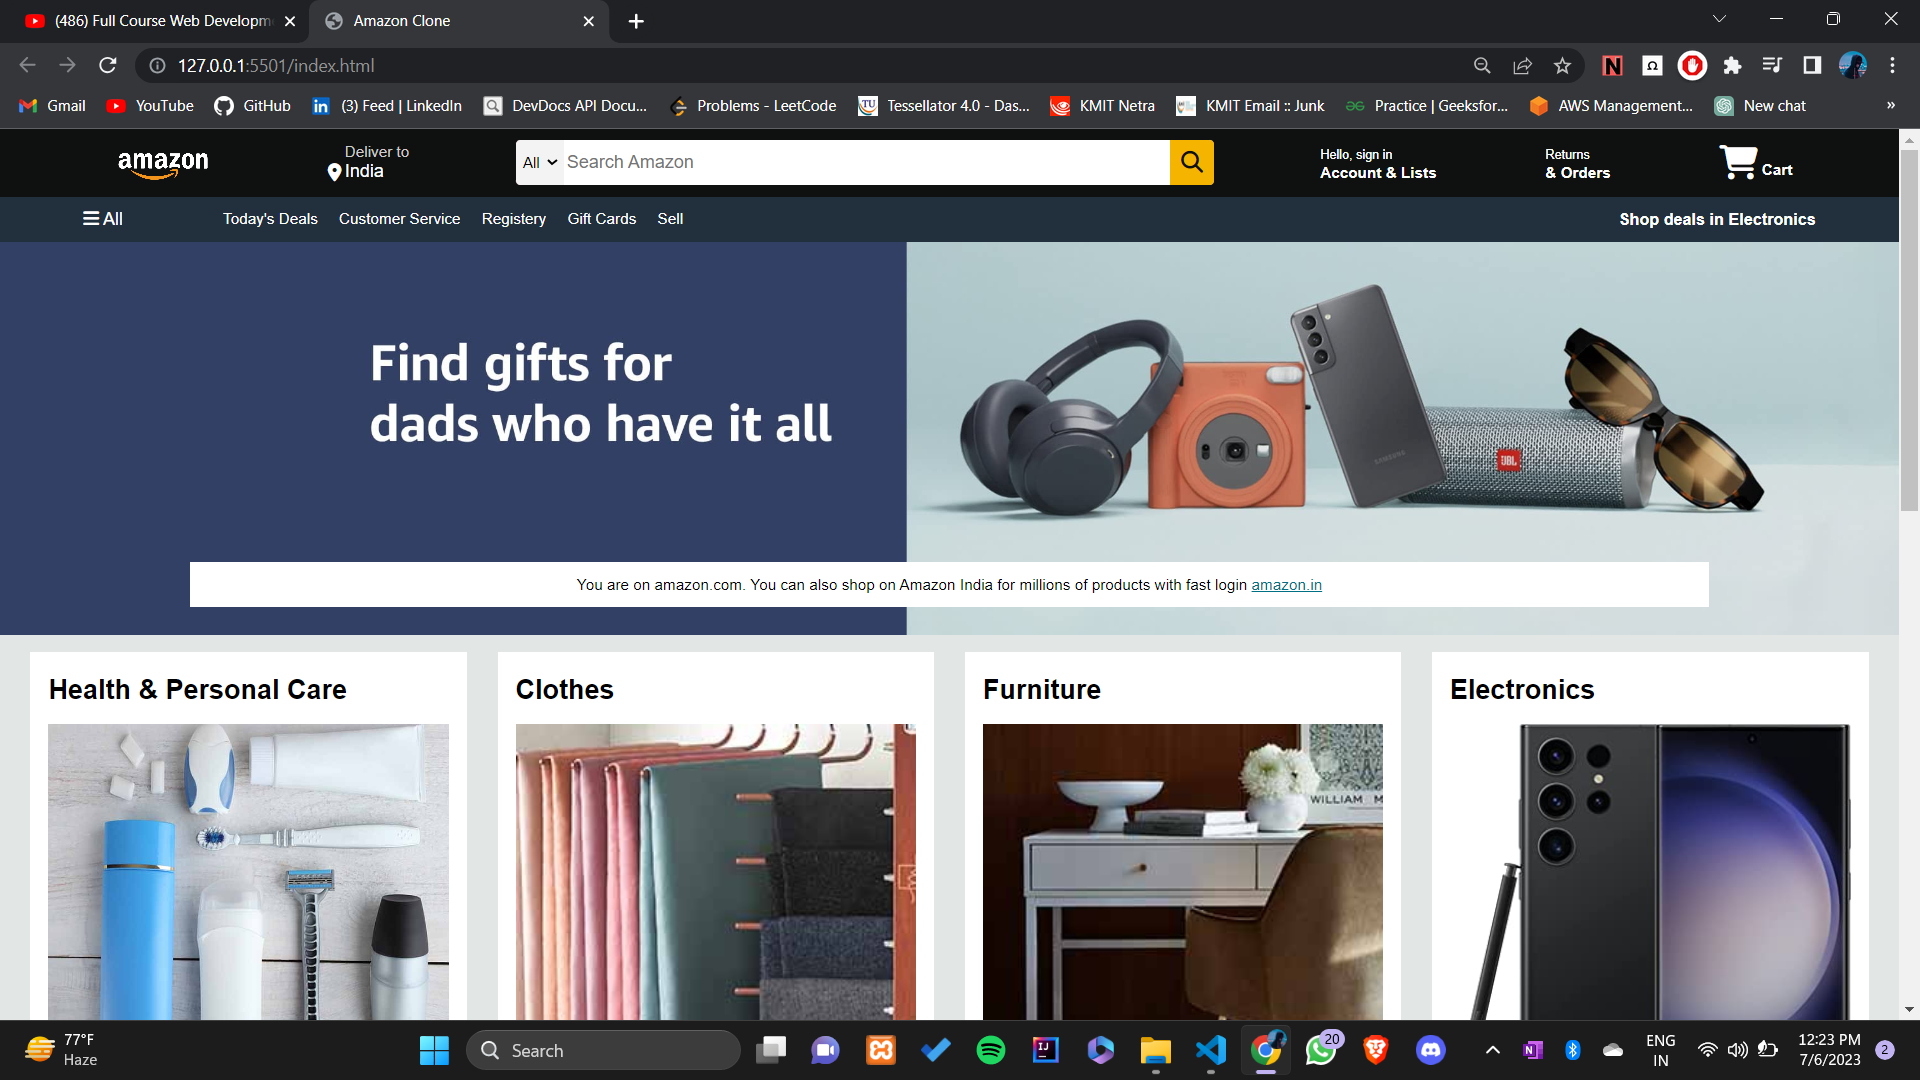 (486) Full Course Web Developm
Amazon Clone
127.0.0.1:5501/index.html
Gmail
YouTube
GitHub
(3) Feed | LinkedIn
DevDocs API Docu...
Problems - LeetCode
TU
Tessellator 4.0 - Das...
KMIT Netra
KMIT Email :: Junk
Practice | Geeksfor...
AWS Management...
New chat
»
amazon
Deliver to
India
All
Search Amazon
Hello, sign in
Account & Lists
Returns
& Orders
Cart
All
Today's Deals
Customer Service
Registery
Gift Cards
Sell
Shop deals in Electronics
Find gifts for
dads who have it all
SAMSUNG
JBL
You are on amazon.com. You can also shop on Amazon India for millions of products with fast login amazon.in
Health & Personal Care
Clothes
Furniture
Electronics
WILLIAM M
77°F
Haze
Search
20
ENG
IN
12:23 PM
7/6/2023
2